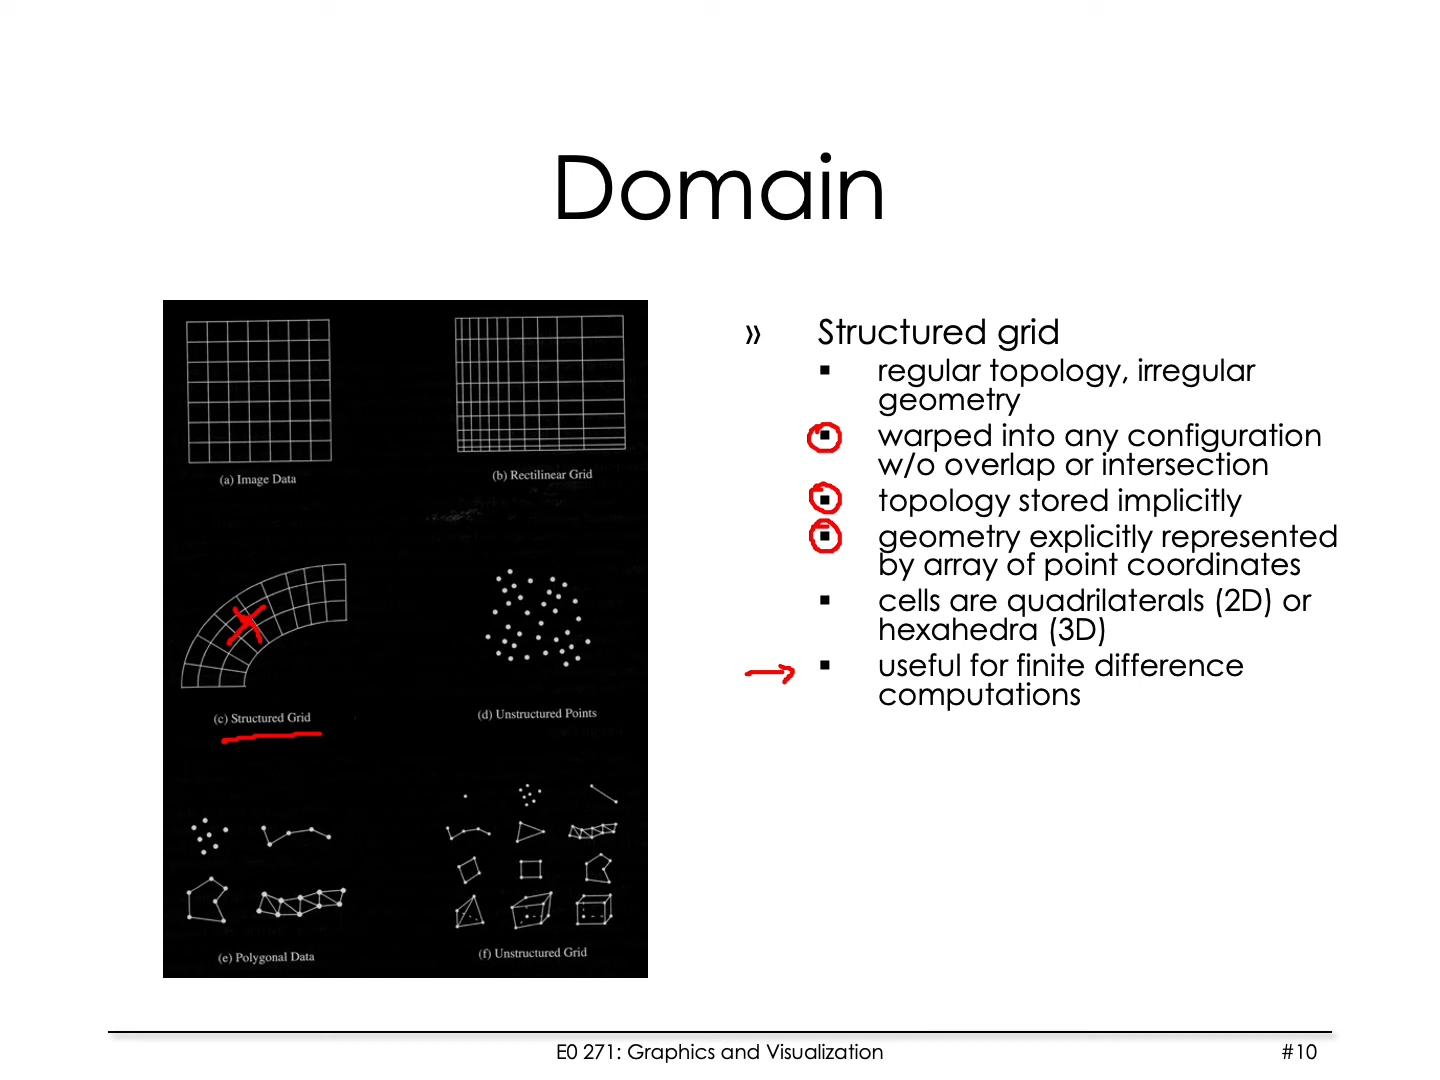 Domain
(a) Image Data
(b) Rectilinear Grid
(c) Structured Grid
(d) Unstructured Points
(e) Polygonal Data
(f) Unstructured Grid
» Structured grid
▪ regular topology, irregular
geometry
▪ warped into any configuration
w/o overlap or intersection
▪ topology stored implicitly
▪ geometry explicitly represented
by array of point coordinates
▪ cells are quadrilaterals (2D) or
hexahedra (3D)
▪ useful for finite difference
computations
E0 271: Graphics and Visualization
#10